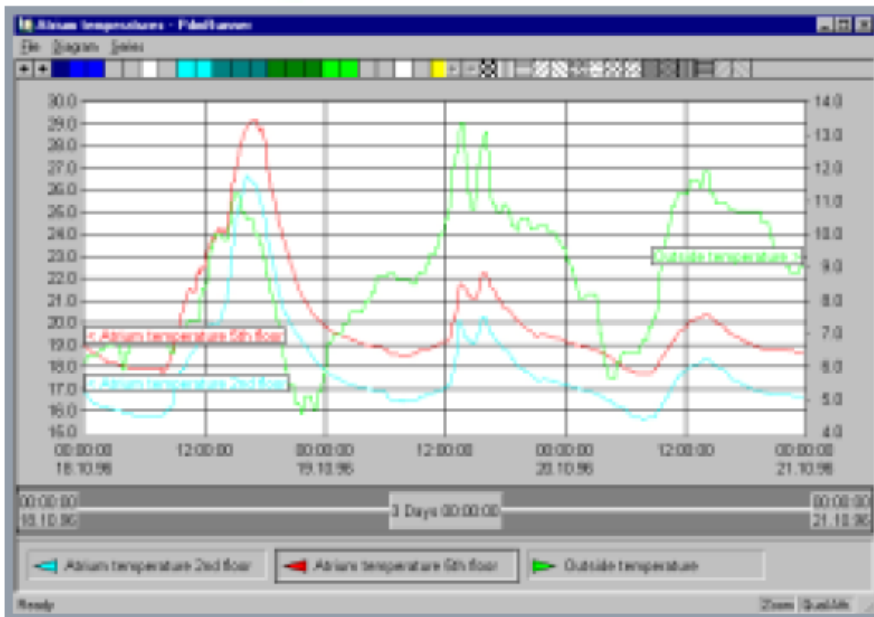 Atrium temperatures -
File Diagram Series
30.0 14.0
29.0
28.0 13.0
27.0 12.0
26.0
25.0 11.0
24.0 10.0
23.0 Outside temperature >
22.0 9.0
21.0 8.0
20.0
19.0 < Atrium temperature 5th floor 7.0
18.0 6.0
17.0 < Atrium temperature 2nd floor
16.0 5.0
15.0 4.0
00:00:00 12:00:00 00:00:00 12:00:00 00:00:00 12:00:00 00:00:00
18.10.96 19.10.96 20.10.96 21.10.96
00:00:00 3 Days 00:00:00 00:00:00
18.10.96 21.10.96
Atrium temperature 2nd floor Atrium temperature 5th floor Outside temperature
Ready Zoom